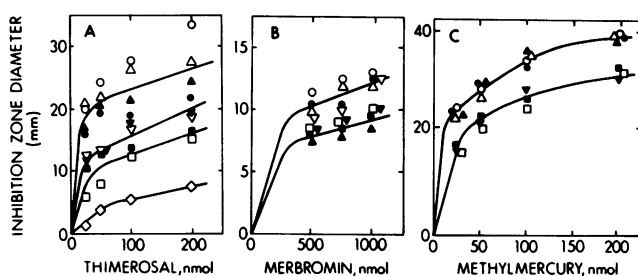 INHIBITION ZONE DIAMETER
(mm)
A
30
20
10
0
0
100
200
THIMEROSAL, nmol
B
15
10
5
0
0
500
1000
MERBROMIN, nmol
C
40
20
0
0
50
100
150
200
METHYLMERCURY, nmol